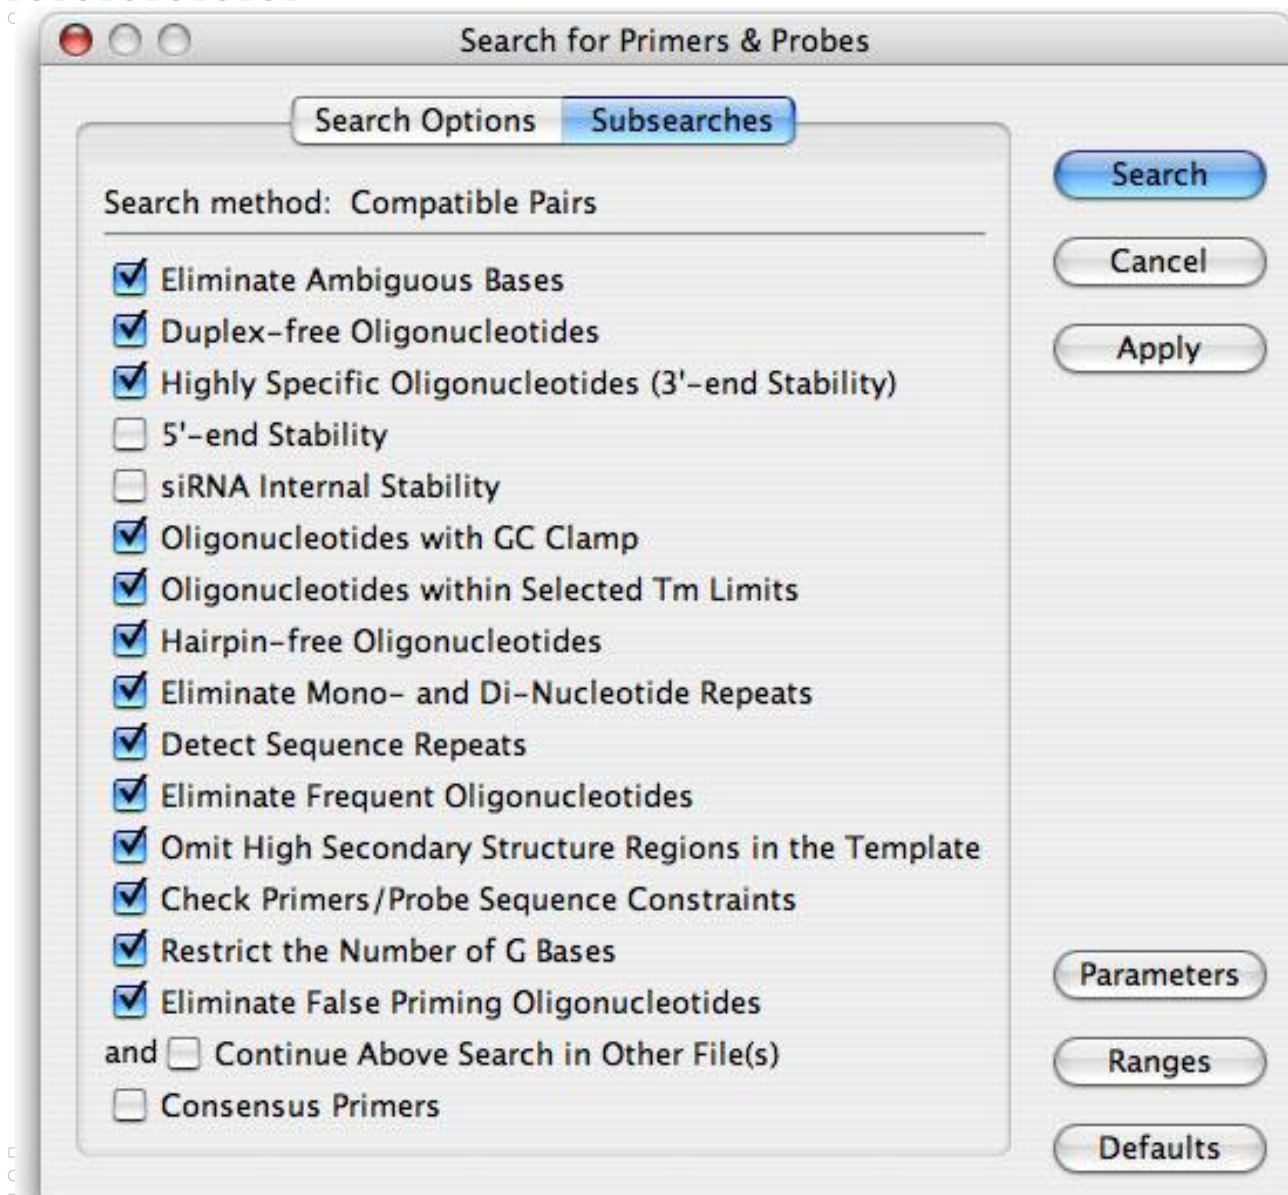 Search for Primers & Probes
Search Options Subsearches
Search
Search method: Compatible Pairs
Cancel
Eliminate Ambiguous Bases
Duplex-free Oligonucleotides
Apply
Highly Specific Oligonucleotides (3'-end Stability)
5'-end Stability
siRNA Internal Stability
Oligonucleotides with GC Clamp
Oligonucleotides within Selected Tm Limits
Hairpin-free Oligonucleotides
Eliminate Mono- and Di-Nucleotide Repeats
Detect Sequence Repeats
Eliminate Frequent Oligonucleotides
Omit High Secondary Structure Regions in the Template
Check Primers/Probe Sequence Constraints
Restrict the Number of G Bases
Parameters
Eliminate False Priming Oligonucleotides
and Continue Above Search in Other File(s)
Ranges
Consensus Primers
Defaults